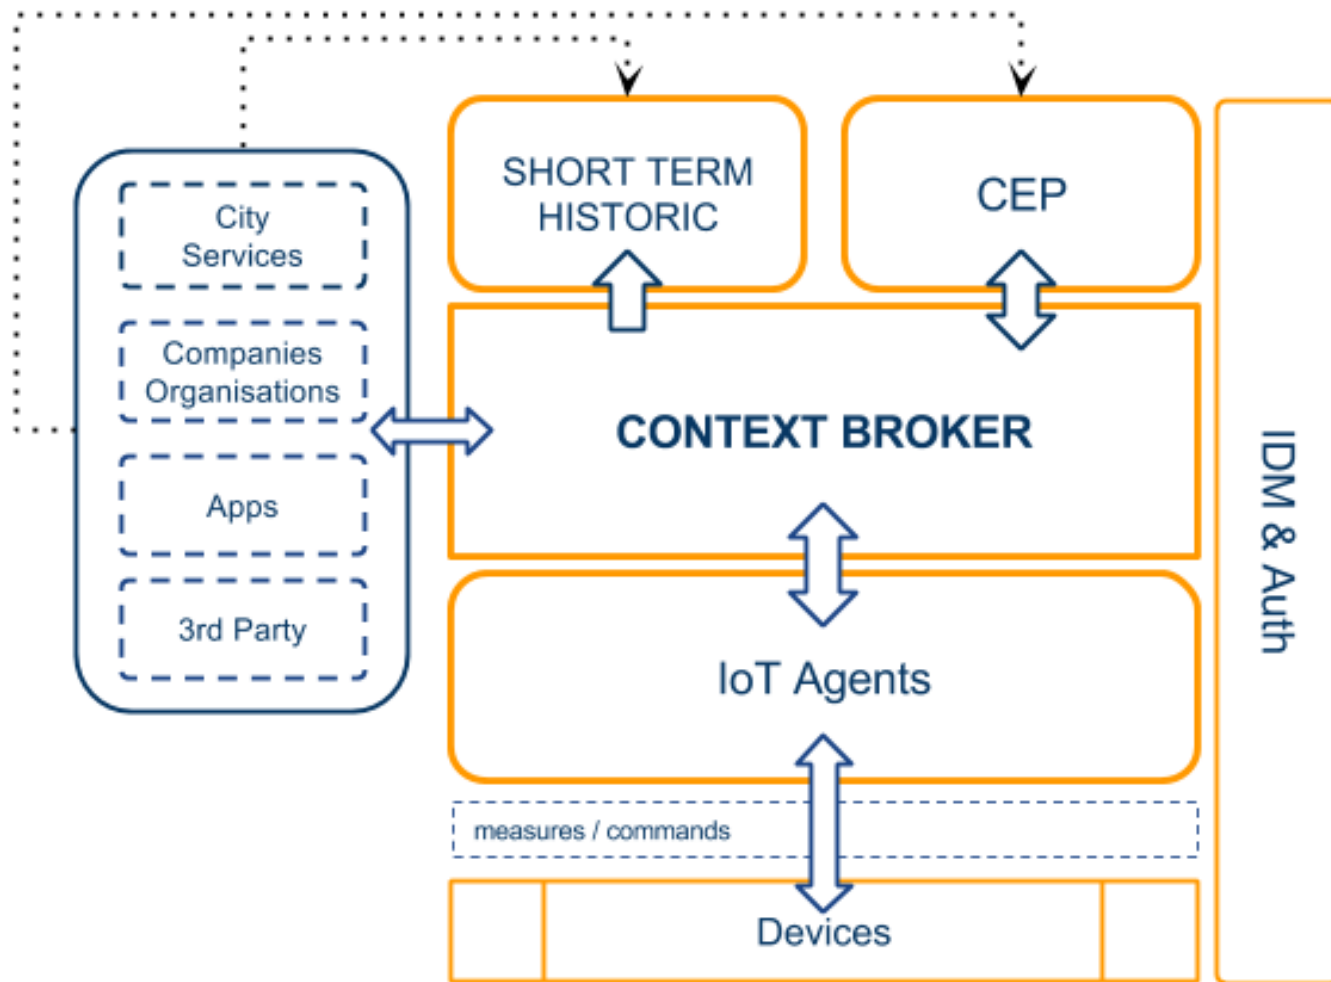 SHORT TERM
HISTORIC
CEP
City
Services
Companies
Organisations
Apps
3rd Party
CONTEXT BROKER
IoT Agents
measures / commands
Devices
IDM & Auth